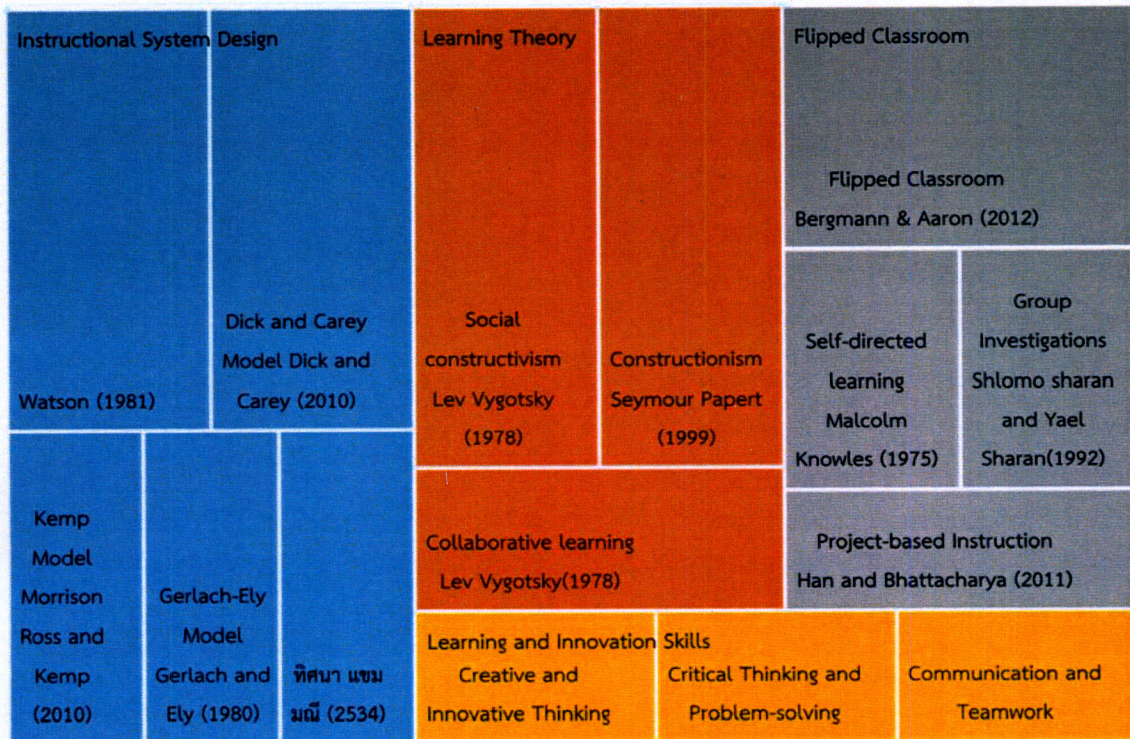 Instructional System Design
Watson (1981)
Dick and Carey
Model Dick and
Carey (2010)
Kemp
Model
Morrison
Ross and
Kemp
(2010)
Gerlach-Ely
Model
Gerlach and
Ely (1980)
ทิศนา แขม
มณี (2534)
Learning Theory
Social
constructivism
Lev Vygotsky
(1978)
Constructionism
Seymour Papert
(1999)
Collaborative learning
Lev Vygotsky(1978)
Flipped Classroom
Flipped Classroom
Bergmann & Aaron (2012)
Self-directed
learning
Malcolm
Knowles (1975)
Group
Investigations
Shlomo sharan
and Yael
Sharan(1992)
Project-based Instruction
Han and Bhattacharya (2011)
Learning and Innovation Skills
Creative and
Innovative Thinking
Critical Thinking and
Problem-solving
Communication and
Teamwork